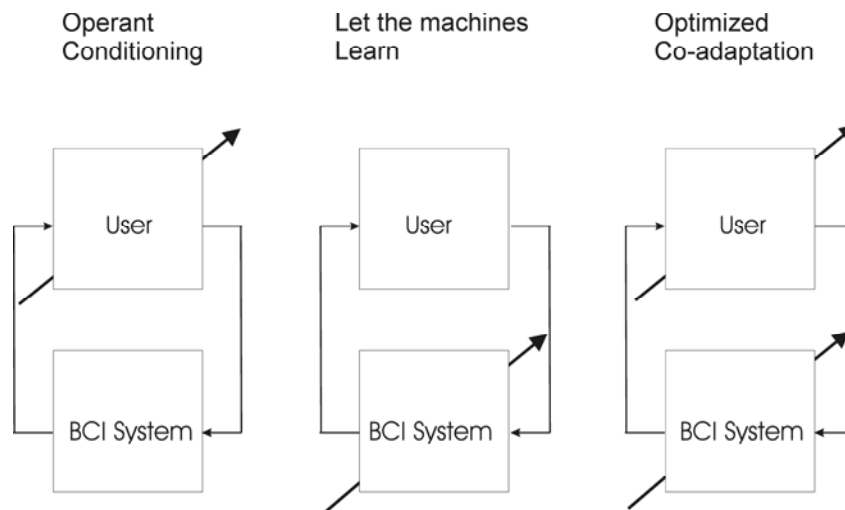 Operant
Conditioning
Let the machines
Learn
Optimized
Co-adaptation
User
User
User
BCI System
BCI System
BCI System